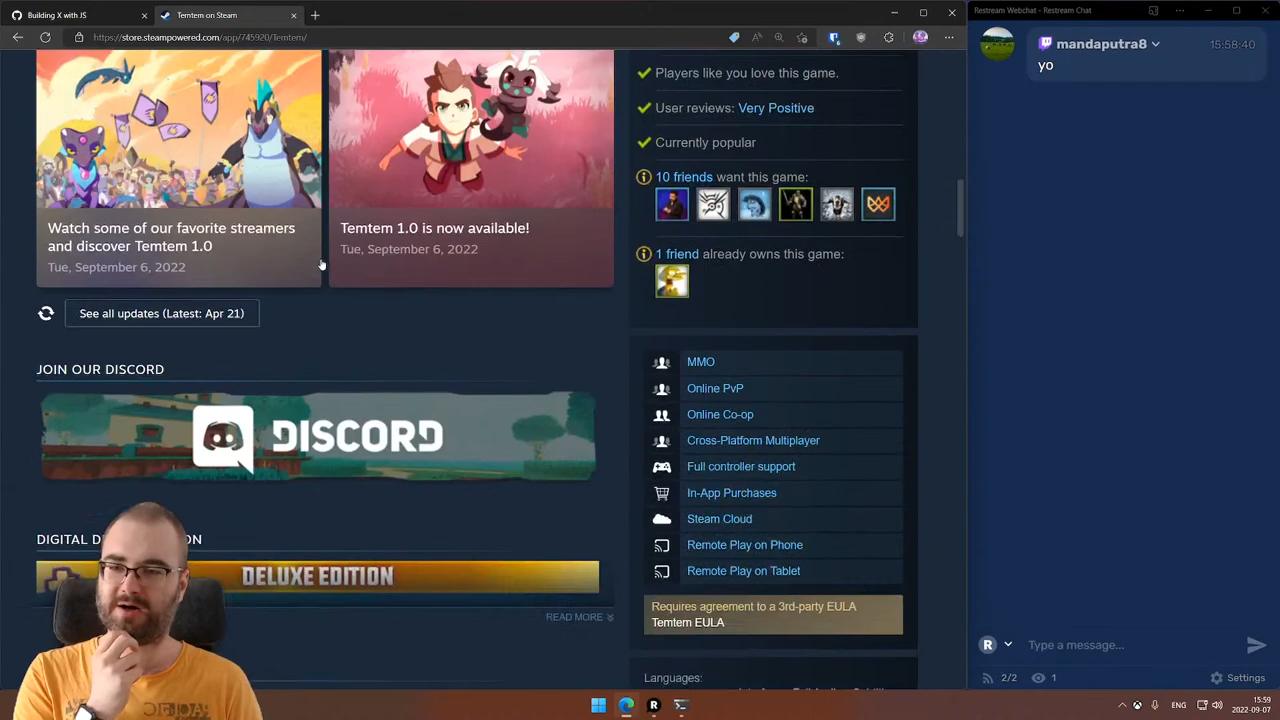 Building X with JS
Temtem on Steam
https://store.steampowered.com/app/745920/Temtem/
Watch some of our favorite streamers
and discover Temtem 1.0
Tue, September 6, 2022
Temtem 1.0 is now available!
Tue, September 6, 2022
See all updates (Latest: Apr 21)
JOIN OUR DISCORD
DISCORD
DIGITAL D
ON
DELUXE EDITION
READ MORE
Players like you love this game.
User reviews: Very Positive
Currently popular
10 friends want this game:
1 friend already owns this game:
MMO
Online PvP
Online Co-op
Cross-Platform Multiplayer
Full controller support
In-App Purchases
Steam Cloud
Remote Play on Phone
Remote Play on Tablet
Requires agreement to a 3rd-party EULA
Temtem EULA
Languages:
Restream Webchat - Restream Chat
mandaputra8
15:58:40
yo
R
Type a message...
2/2
1
Settings
ENG
15:59
2022-09-07